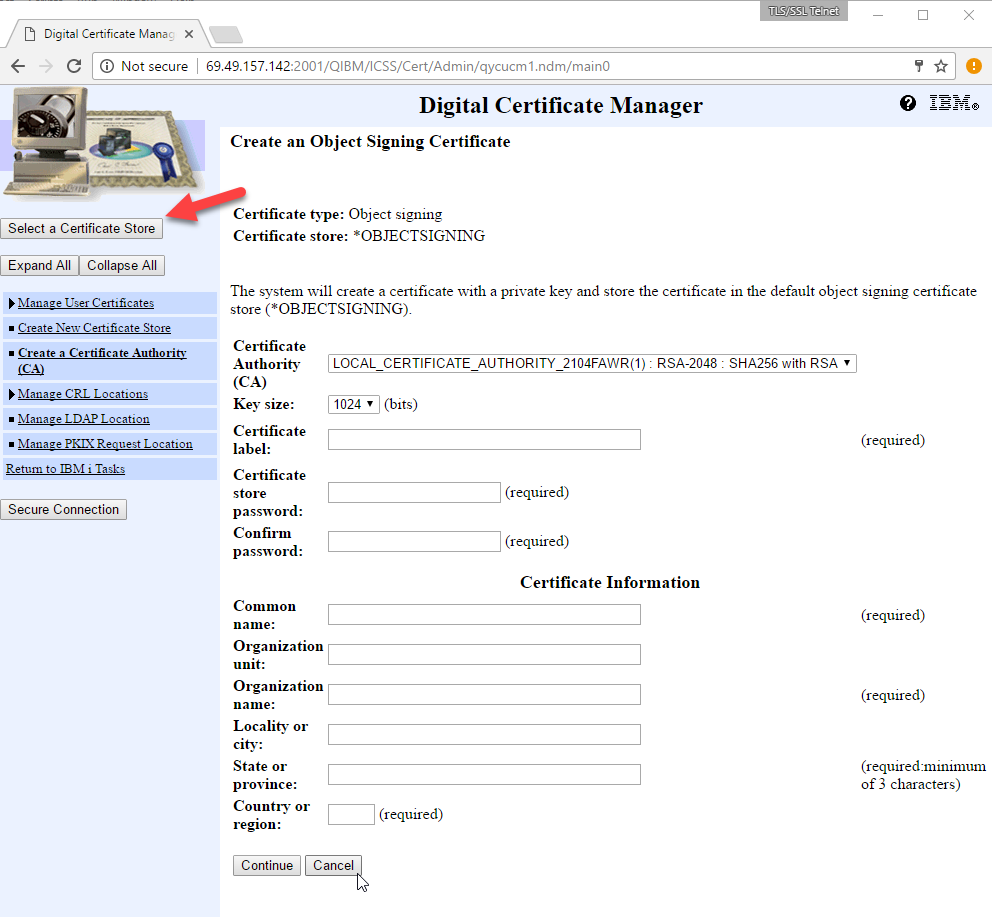 TLS/SSL Telnet
Digital Certificate Manag
Not secure
69.49.157.142:2001/QIBM/ICSS/Cert/Admin/qycucm1.ndm/main0
Digital Certificate Manager
IBM
Select a Certificate Store
Expand All Collapse All
Manage User Certificates
Create New Certificate Store
Create a Certificate Authority
(CA)
Manage CRL Locations
Manage LDAP Location
Manage PKIX Request Location
Return to IBM i Tasks
Secure Connection
Create an Object Signing Certificate
Certificate type: Object signing
Certificate store: *OBJECTSIGNING
The system will create a certificate with a private key and store the certificate in the default object signing certificate
store (*OBJECTSIGNING).
Certificate
Authority
(CA)
LOCAL_CERTIFICATE_AUTHORITY_2104FAWR(1) : RSA-2048 : SHA256 with RSA
Key size: 1024 (bits)
Certificate
label:
(required)
Certificate
store
password:
(required)
Confirm
password:
(required)
Certificate Information
Common
name:
(required)
Organization
unit:
Organization
name:
(required)
Locality or
city:
State or
province:
(required:minimum
of 3 characters)
Country or
region:
(required)
Continue Cancel